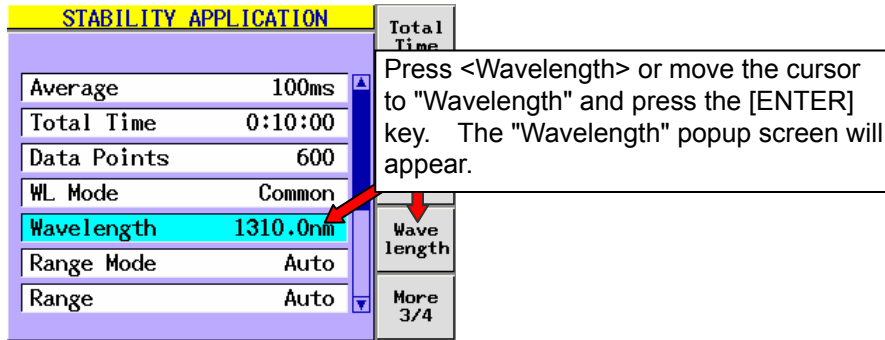 STABILITY APPLICATION
Average 100ms
Total Time 0:10:00
Data Points 600
WL Mode Common
Wavelength 1310.0nm
Range Mode Auto
Range Auto
Total
Time
Press <Wavelength> or move the cursor
to "Wavelength" and press the [ENTER]
key. The "Wavelength" popup screen will
appear.
Wave
length
More
3/4